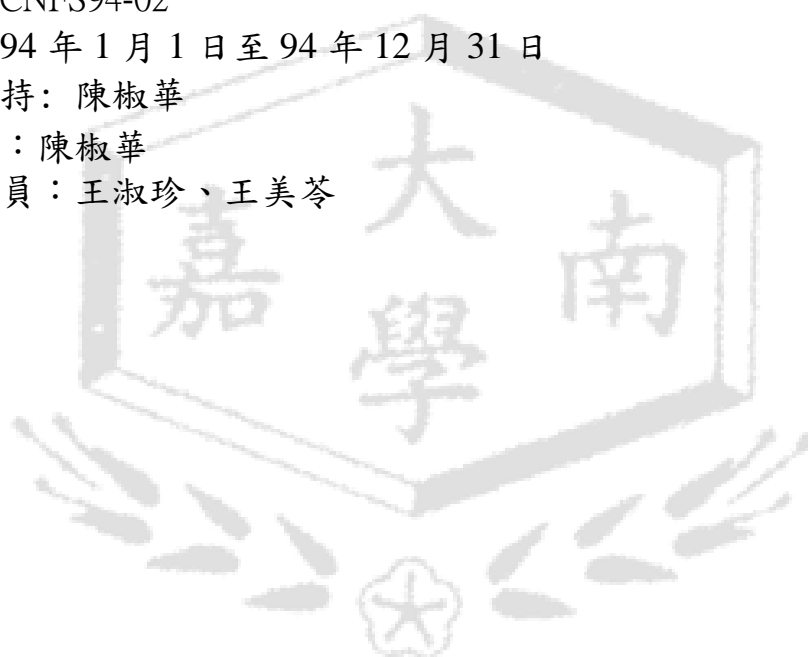 CNFS94-02
94 年 1 月 1 日至 94 年 12 月 31 日
持: 陳椒華
：陳椒華
員：王淑珍、王美苓
大
嘉 南
學